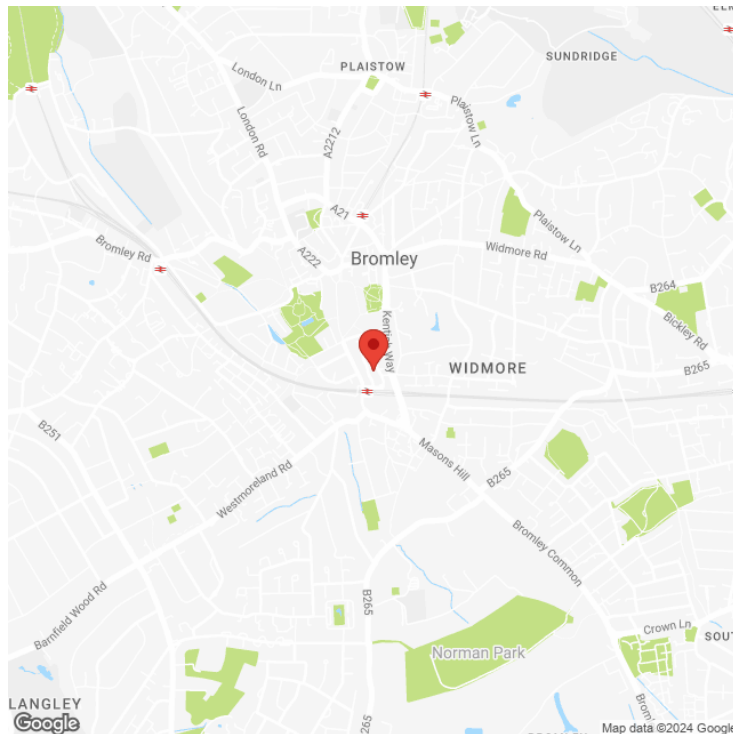 PLAISTOW
SUNDRIDGE
London Ln
London Rd
A2212
Plaistow Ln
A21
Plaistow Ln
Bromley Rd
A222
Bromley
Widmore Rd
B264
Bickley Rd
Kentish Way
WIDMORE
B265
B251
Masons Hill
B265
Westmoreland Rd
Bromley Common
Barnfield Wood Rd
B265
Crown Ln
Norman Park
LANGLEY
Google
Map data ©2024 Google